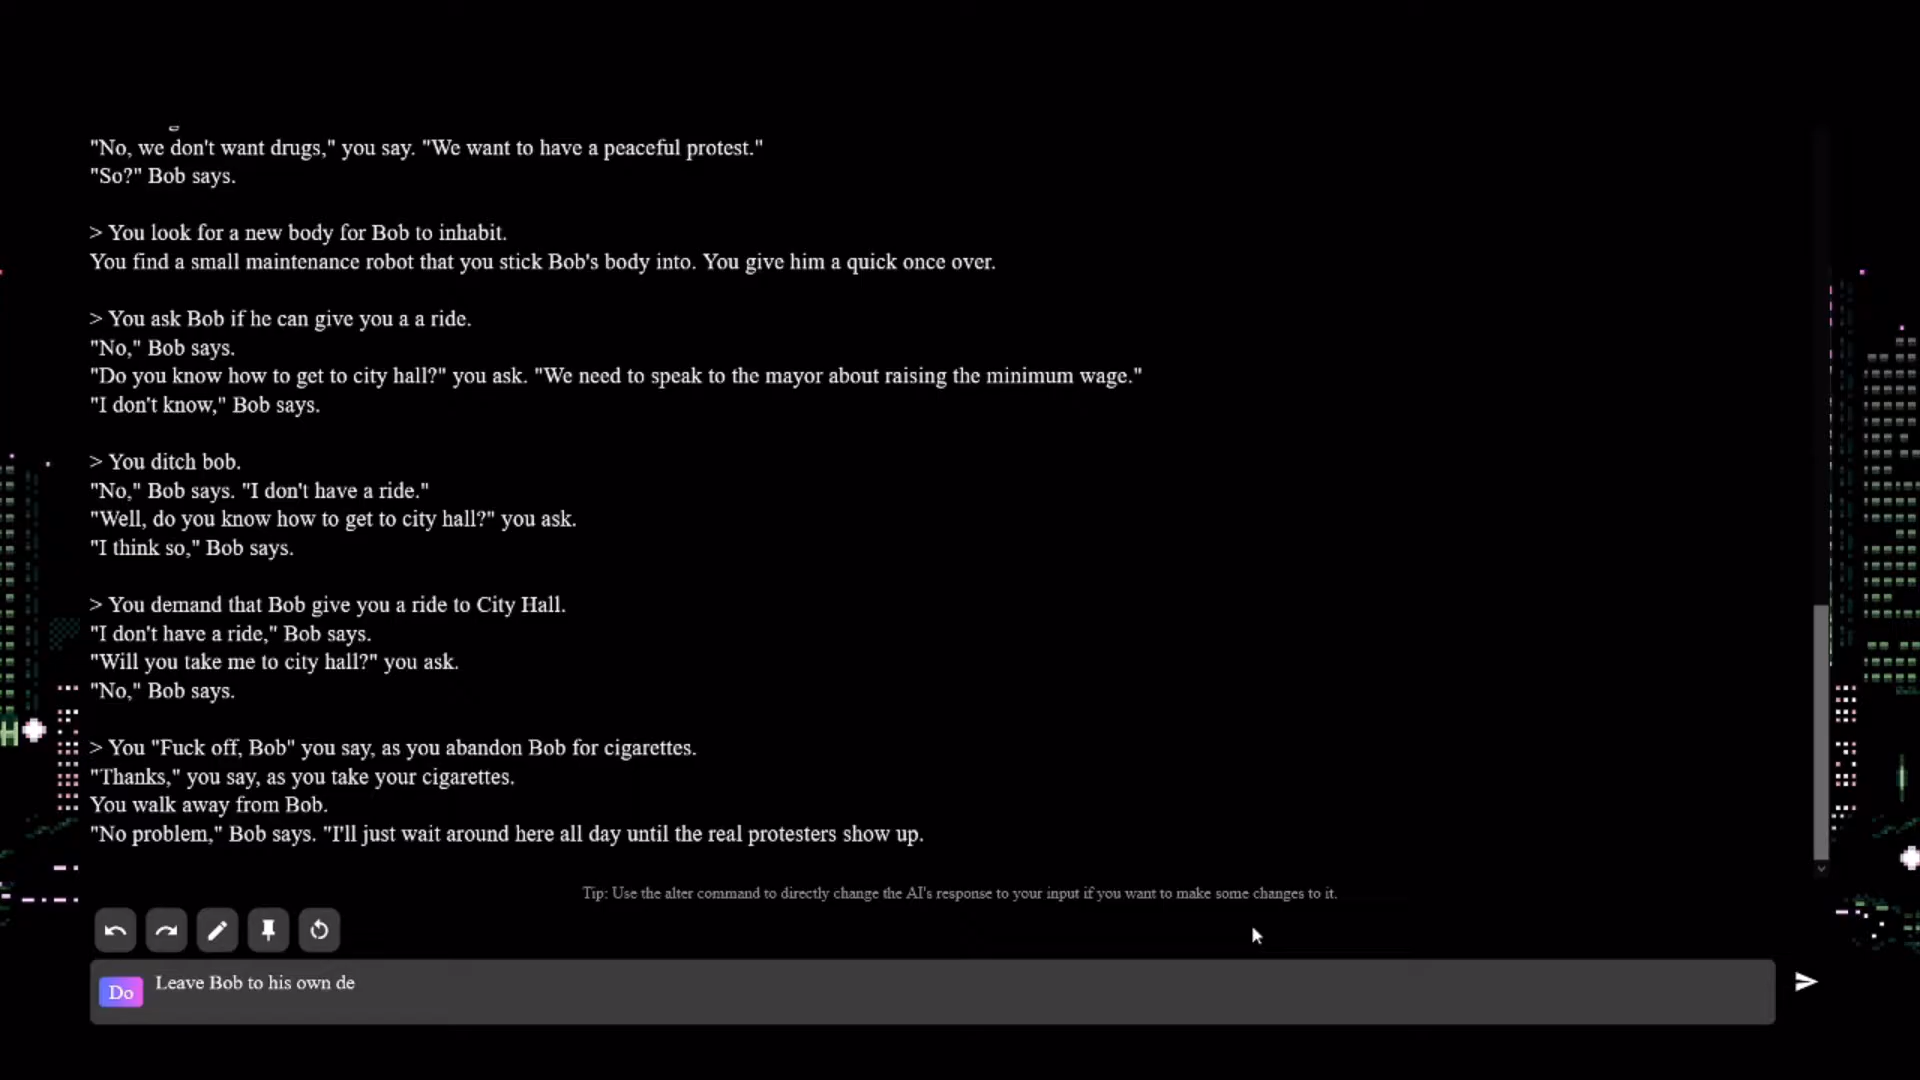 "No, we don't want drugs," you say. "We want to have a peaceful protest."
"So?" Bob says.
> You look for a new body for Bob to inhabit.
You find a small maintenance robot that you stick Bob's body into. You give him a quick once over.
> You ask Bob if he can give you a a ride.
"No," Bob says.
"Do you know how to get to city hall?" you ask. "We need to speak to the mayor about raising the minimum wage."
"I don't know," Bob says.
> You ditch bob.
"No," Bob says. "I don't have a ride."
"Well, do you know how to get to city hall?" you ask.
"I think so," Bob says.
> You demand that Bob give you a ride to City Hall.
"I don't have a ride," Bob says.
"Will you take me to city hall?" you ask.
"No," Bob says.
> You "Fuck off, Bob" you say, as you abandon Bob for cigarettes.
"Thanks," you say, as you take your cigarettes.
You walk away from Bob.
"No problem," Bob says. "I'll just wait around here all day until the real protesters show up.
Tip: Use the alter command to directly change the AI's response to your input if you want to make some changes to it.
Do Leave Bob to his own de